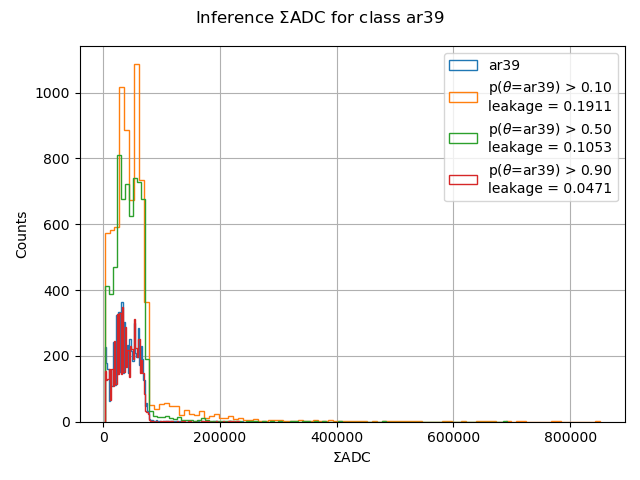 Inference ΣADC for class ar39
ar39
p(θ=ar39) > 0.10
leakage = 0.1911
p(θ=ar39) > 0.50
leakage = 0.1053
p(θ=ar39) > 0.90
leakage = 0.0471
Counts
1000
800
600
400
200
0
0 200000 400000 600000 800000
ΣADC